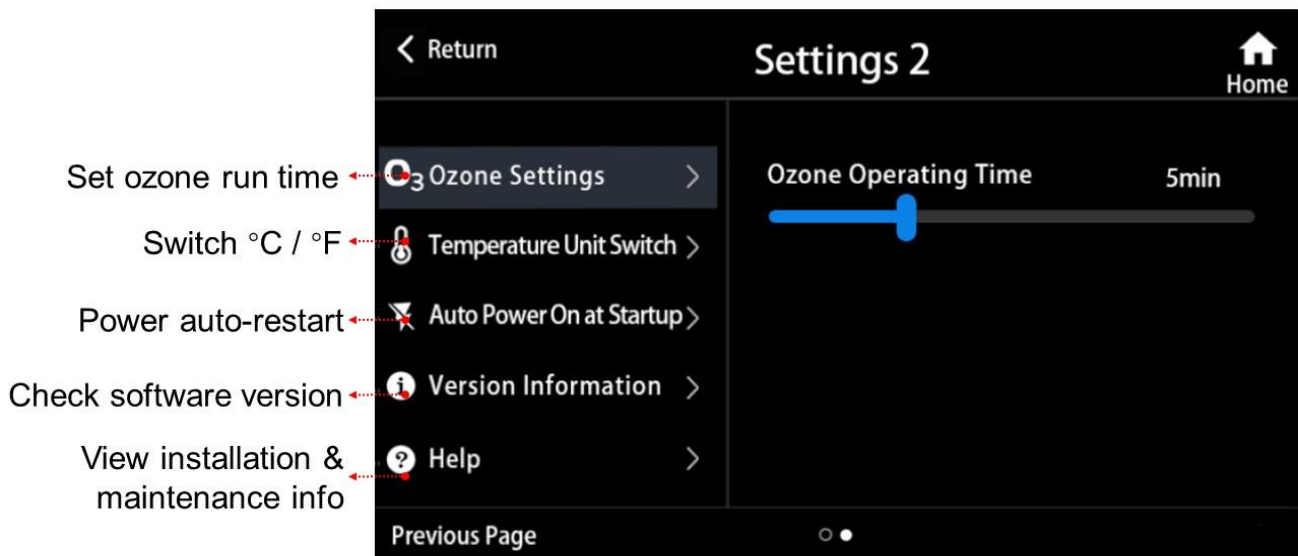 Return
Settings 2
Home
Set ozone run time
O3 Ozone Settings
Ozone Operating Time
5min
Switch °C / °F
Temperature Unit Switch
Power auto-restart
Auto Power On at Startup
Check software version
i
Version Information
View installation &
maintenance info
?
Help
Previous Page